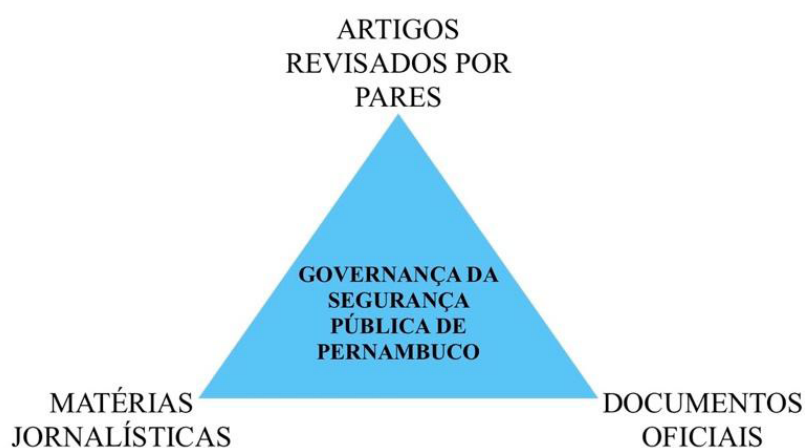 ARTIGOS
REVISADOS POR
PARES
GOVERNANÇA DA
SEGURANÇA
PÚBLICA DE
PERNAMBUCO
MATÉRIAS
JORNALÍSTICAS
DOCUMENTOS
OFICIAIS